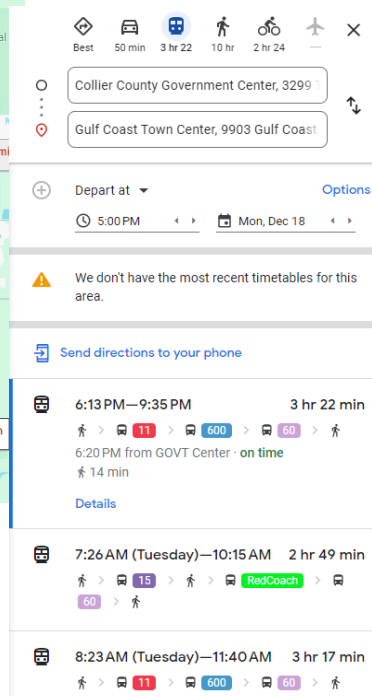 Best
50 min
3 hr 22
10 hr
2 hr 24
—
Collier County Government Center, 3299
Gulf Coast Town Center, 9903 Gulf Coast
Depart at
Options
5:00 PM
Mon, Dec 18
We don't have the most recent timetables for this
area.
Send directions to your phone
6:13 PM—9:35 PM
3 hr 22 min
11
600
60
6:20 PM from GOVT Center · on time
14 min
Details
7:26 AM (Tuesday)—10:15 AM
2 hr 49 min
15
RedCoach
60
8:23 AM (Tuesday)—11:40 AM
3 hr 17 min
11
600
60